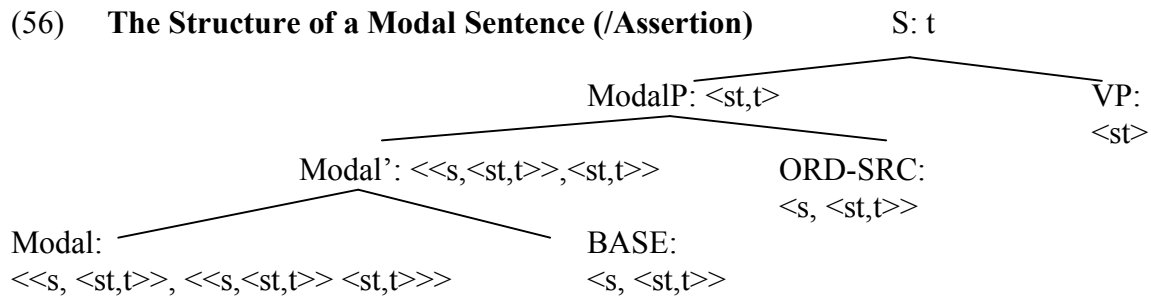 (56) The Structure of a Modal Sentence (/Assertion) S: t
ModalP: <st,t> VP:
<st>
Modal’: <<s,<st,t>>,<st,t>> ORD-SRC:
<s, <st,t>>
Modal: BASE:
<<s, <st,t>>, <<s,<st,t>> <st,t>>> <s, <st,t>>